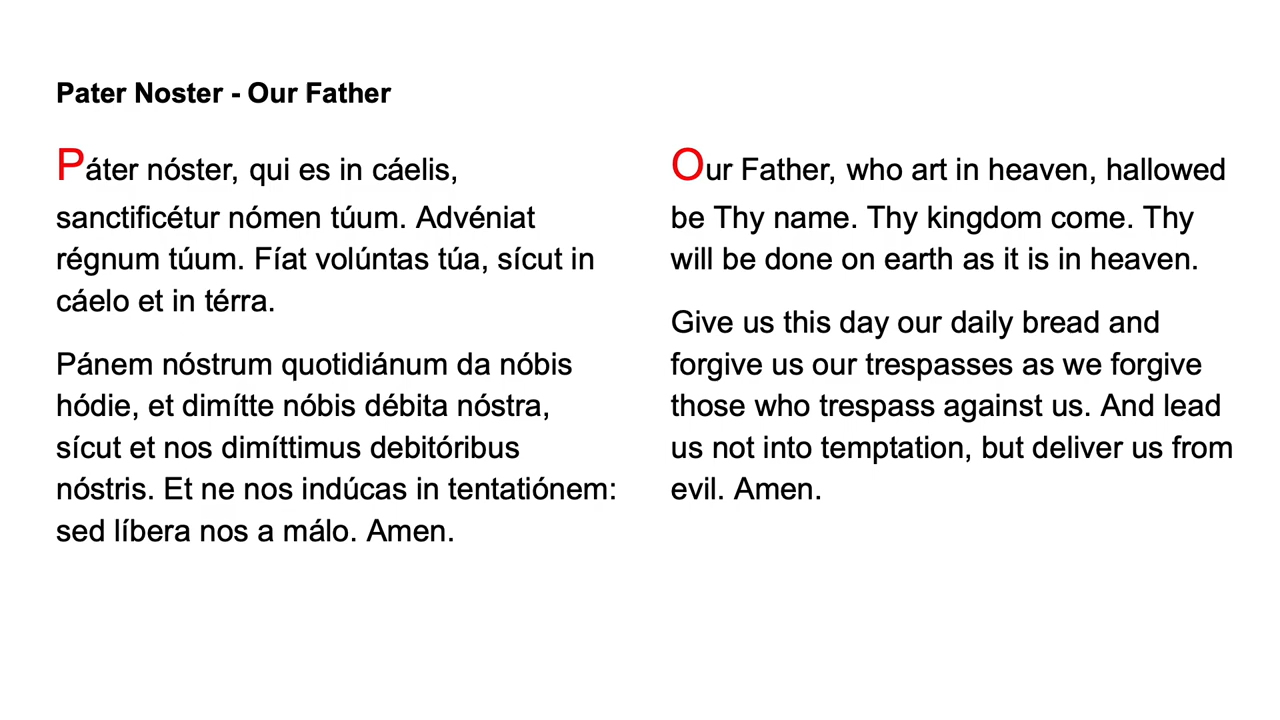 Pater Noster - Our Father
Páter nóster, qui es in cáelis,
sanctificétur nómen túum. Advéniat
régnum túum. Fíat volúntas túa, sícut in
cáelo et in térra.
Pánem nóstrum quotidiánum da nóbis
hódie, et dimítte nóbis débita nóstra,
sícut et nos dimíttimus debitóribus
nóstris. Et ne nos indúcas in tentatiónem:
sed líbera nos a málo. Amen.
Our Father, who art in heaven, hallowed
be Thy name. Thy kingdom come. Thy
will be done on earth as it is in heaven.
Give us this day our daily bread and
forgive us our trespasses as we forgive
those who trespass against us. And lead
us not into temptation, but deliver us from
evil. Amen.